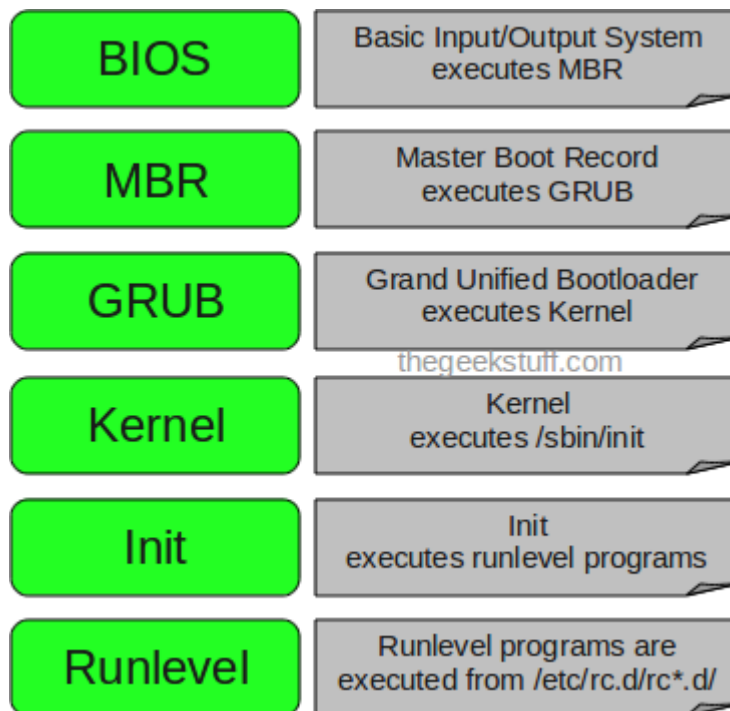 BIOS
Basic Input/Output System
executes MBR
MBR
Master Boot Record
executes GRUB
GRUB
Grand Unified Bootloader
executes Kernel
thegeekstuff.com
Kernel
Kernel
executes /sbin/init
Init
Init
executes runlevel programs
Runlevel
Runlevel programs are
executed from /etc/rc.d/rc*.d/